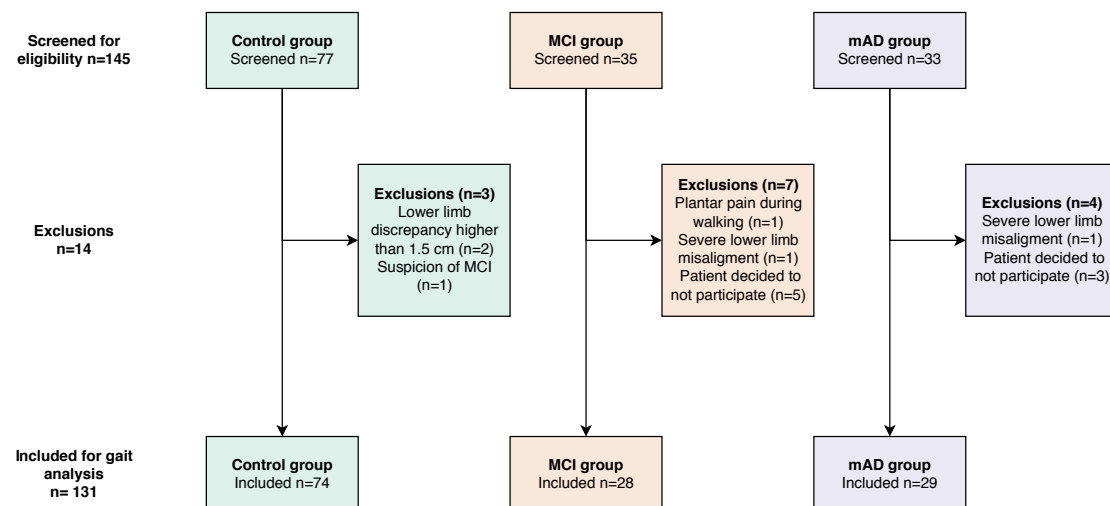 Screened for
eligibility n=145
Control group
Screened n=77
MCI group
Screened n=35
mAD group
Screened n=33
Exclusions
n=14
Exclusions (n=3)
Lower limb
discrepancy higher
than 1.5 cm (n=2)
Suspicion of MCI
(n=1)
Exclusions (n=7)
Plantar pain during
walking (n=1)
Severe lower limb
misaligment (n=1)
Patient decided to
not participate (n=5)
Exclusions (n=4)
Severe lower limb
misaligment (n=1)
Patient decided to
not participate (n=3)
Included for gait
analysis
n= 131
Control group
Included n=74
MCI group
Included n=28
mAD group
Included n=29